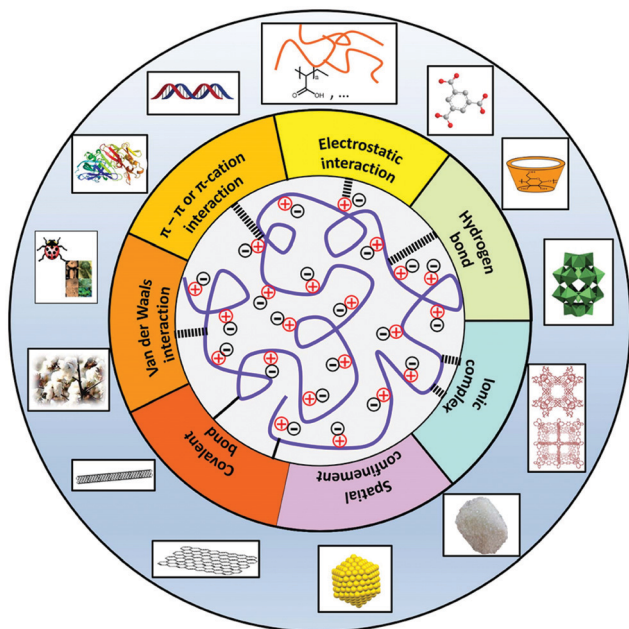 n
OH
, ...
Electrostatic
interaction
π – π or π-cation
interaction
Hydrogen
bond
Van der Waals
interaction
Ionic
complex
Covalent
bond
Spatial
confinement